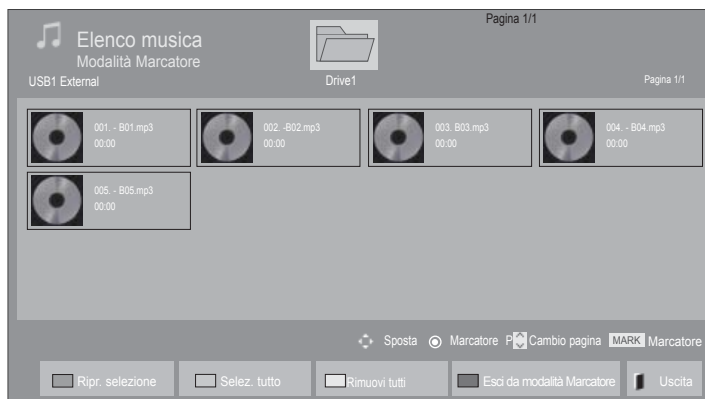 Pagina 1/1
Elenco musica
Modalità Marcatore
USB1 External
Drive1
Pagina 1/1
001. - B01.mp3
00:00
002. -B02.mp3
00:00
003. B03.mp3
00:00
004. - B04.mp3
00:00
005. - B05.mp3
00:00
Sposta
Marcatore
P Cambio pagina
MARK Marcatore
Ripr. selezione
Selez. tutto
Rimuovi tutti
Esci da modalità Marcatore
Uscita